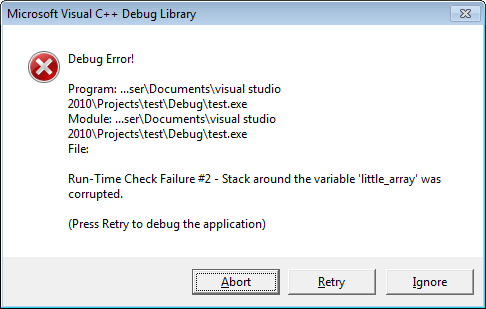 Microsoft Visual C++ Debug Library
Debug Error!
Program: ...ser\Documents\visual studio
2010\Projects\test\Debug\test.exe
Module: ...ser\Documents\visual studio
2010\Projects\test\Debug\test.exe
File:
Run-Time Check Failure #2 - Stack around the variable 'little_array' was
corrupted.
(Press Retry to debug the application)
Abort
Retry
Ignore